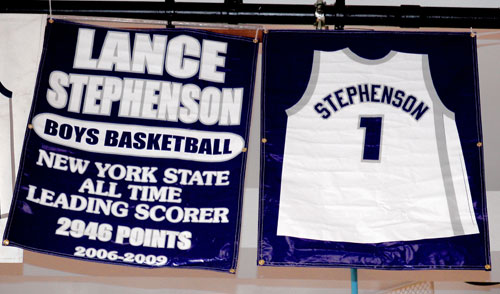 LANCE
STEPHENSON
BOYS BASKETBALL
NEW YORK STATE
ALL TIME
LEADING SCORER
2946 POINTS
2006-2009
STEPHENSON
1